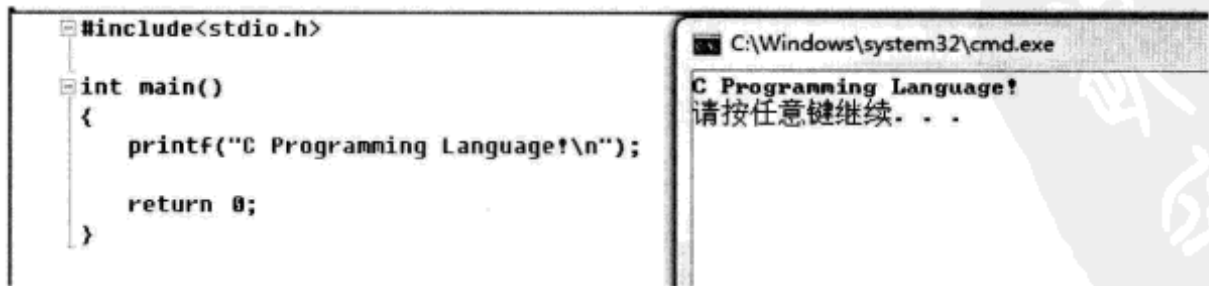 #include<stdio.h>
int main()
{
printf("C Programming Language!\n");
return 0;
}
C:\Windows\system32\cmd.exe
C Programming Language!
请按任意键继续. . .